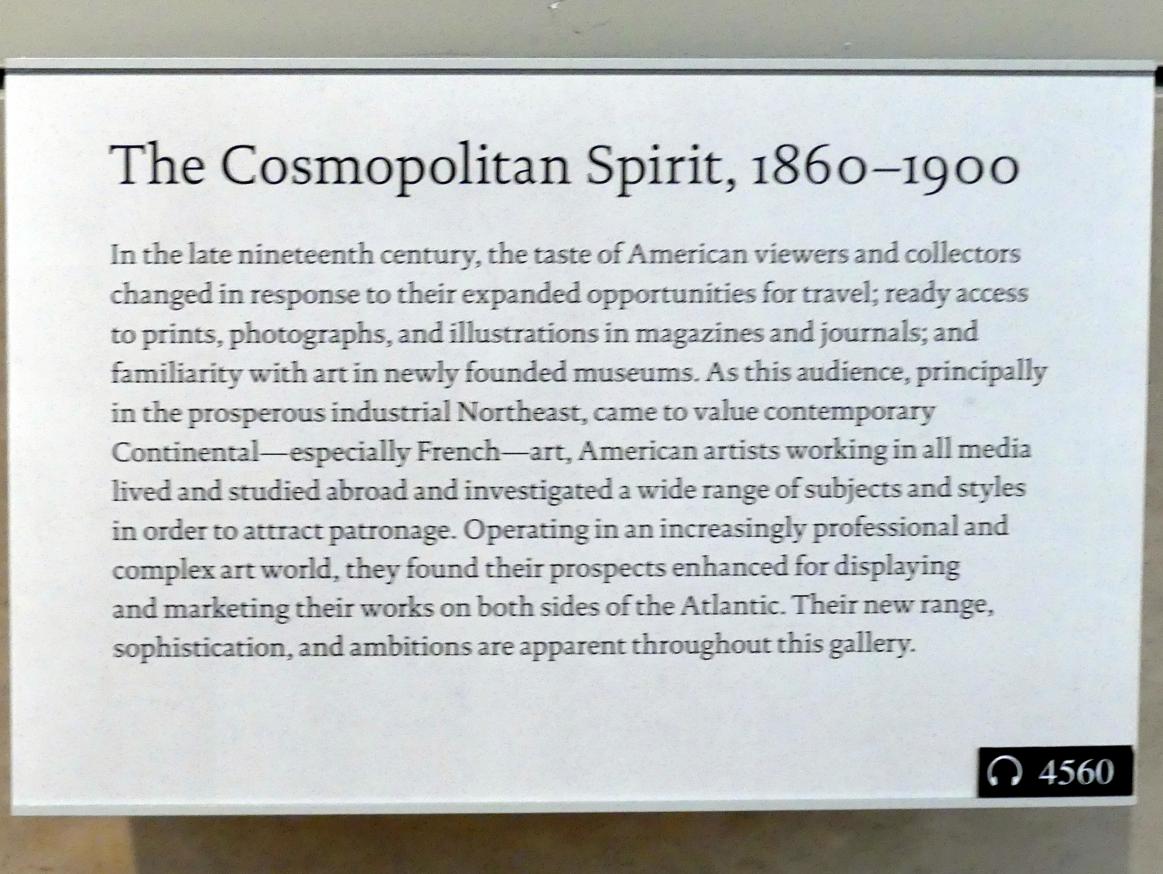 The Cosmopolitan Spirit, 1860–1900
In the late nineteenth century, the taste of American viewers and collectors
changed in response to their expanded opportunities for travel; ready access
to prints, photographs, and illustrations in magazines and journals; and
familiarity with art in newly founded museums. As this audience, principally
in the prosperous industrial Northeast, came to value contemporary
Continental—especially French—art, American artists working in all media
lived and studied abroad and investigated a wide range of subjects and styles
in order to attract patronage. Operating in an increasingly professional and
complex art world, they found their prospects enhanced for displaying
and marketing their works on both sides of the Atlantic. Their new range,
sophistication, and ambitions are apparent throughout this gallery.
4560